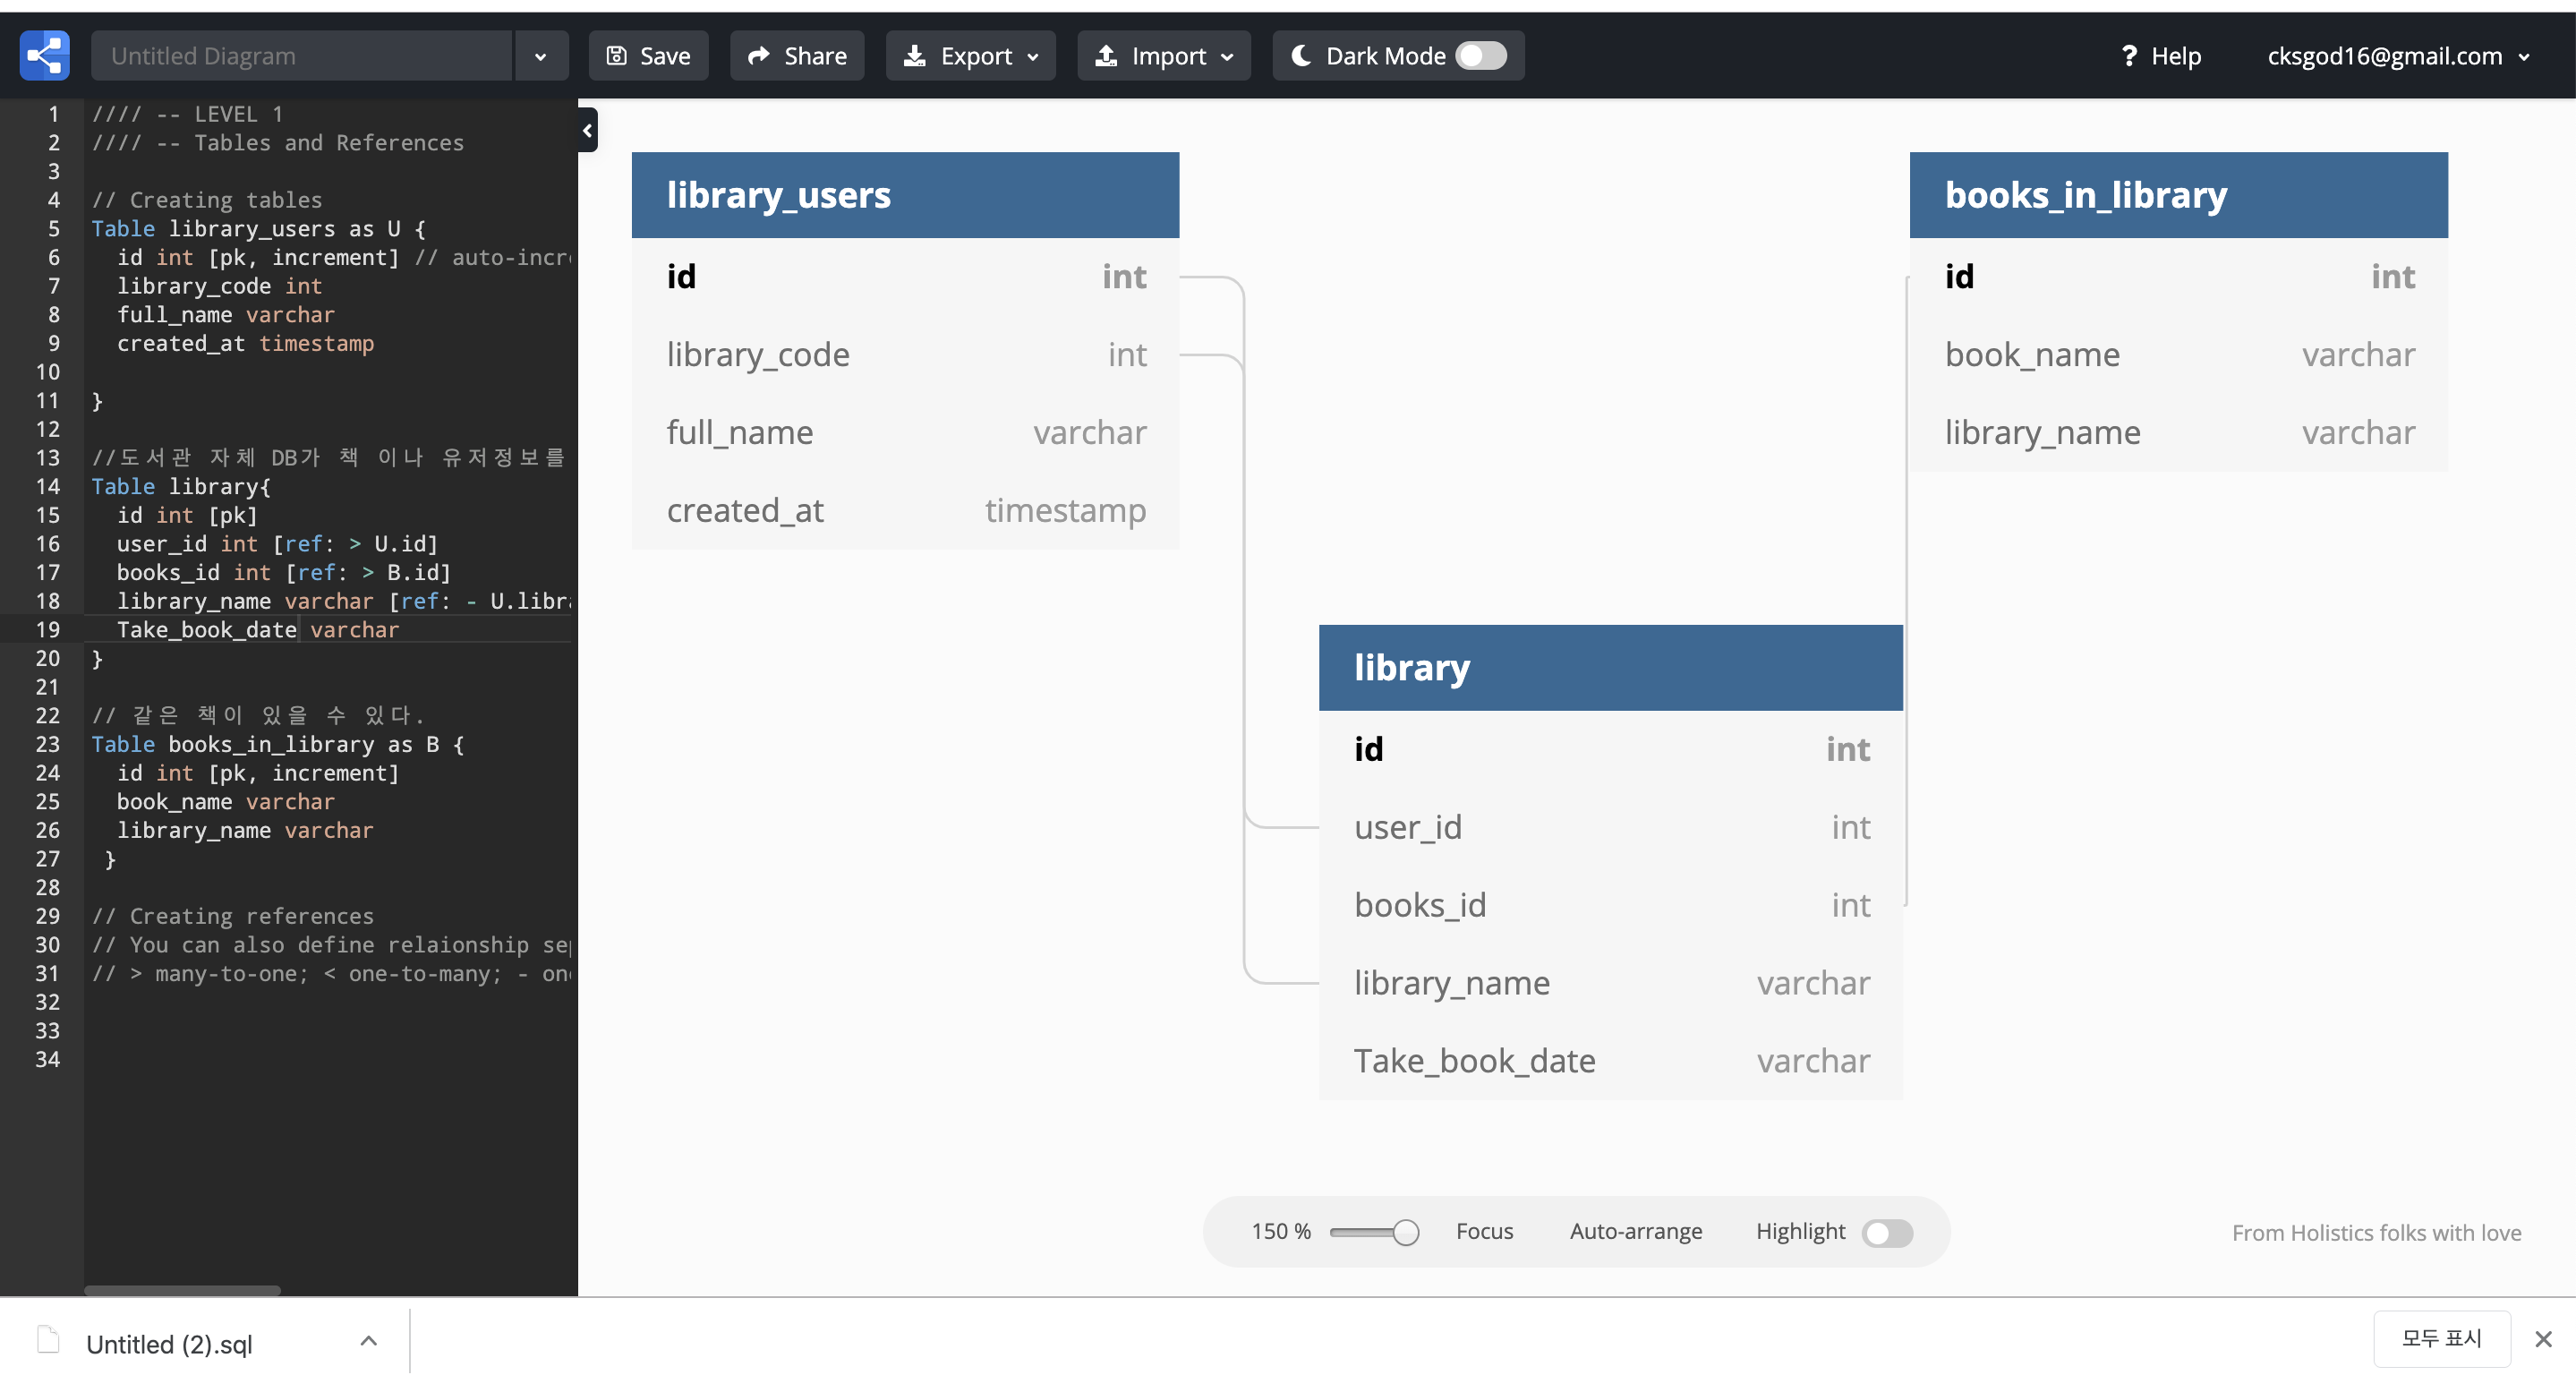 Untitled Diagram
Save
Share
Export
Import
Dark Mode
? Help
cksgod16@gmail.com
1 //// -- LEVEL 1
2 //// -- Tables and References
3
4 // Creating tables
5 Table library_users as U {
6 id int [pk, increment] // auto-incr
7 library_code int
8 full_name varchar
9 created_at timestamp
10
11 }
12
13 //도서관 자체 DB가 책 이나 유저정보를
14 Table library{
15 id int [pk]
16 user_id int [ref: > U.id]
17 books_id int [ref: > B.id]
18 library_name varchar [ref: - U.libr
19 Take_book_date varchar
20 }
21
22 // 같은 책이 있을 수 있다.
23 Table books_in_library as B {
24 id int [pk, increment]
25 book_name varchar
26 library_name varchar
27 }
28
29 // Creating references
30 // You can also define relaionship se
31 // > many-to-one; < one-to-many; - on
32
33
34
library_users
id int
library_code int
full_name varchar
created_at timestamp
books_in_library
id int
book_name varchar
library_name varchar
library
id int
user_id int
books_id int
library_name varchar
Take_book_date varchar
150 %
Focus
Auto-arrange
Highlight
From Holistics folks with love
Untitled (2).sql
모두 표시